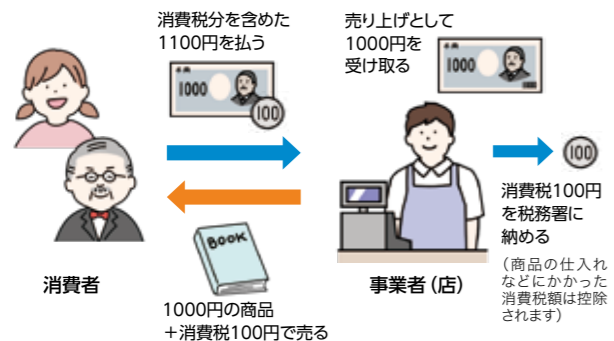 消費税分を含めた
1100円を払う
1000
100
売り上げとして
1000円を
受け取る
1000
100
消費税100円
を税務署に
納める
（商品の仕入れ
などにかかった
消費税額は控除
されます）
BOOK
消費者
事業者（店）
1000円の商品
＋消費税100円で売る